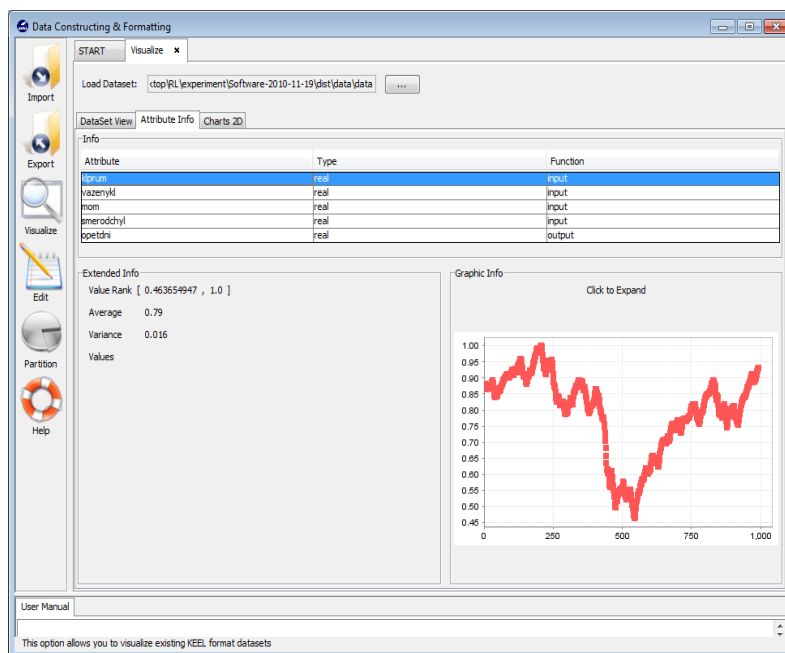 Data Constructing & Formatting
START
Visualize x
Import
Export
Visualize
Edit
Partition
Help
Load Dataset: ctop\RL\experiment\Software-2010-11-19\dist\data\data ...
DataSet View Attribute Info Charts 2D
Info
Attribute Type Function
klprum real input
vazenykl real input
mom real input
smerodchyl real input
opetdni real output
Extended Info
Value Rank [ 0.463654947 , 1.0 ]
Average 0.79
Variance 0.016
Values
Graphic Info
Click to Expand
1.00
0.95
0.90
0.85
0.80
0.75
0.70
0.65
0.60
0.55
0.50
0.45
0 250 500 750 1,000
User Manual
This option allows you to visualize existing KEEL format datasets